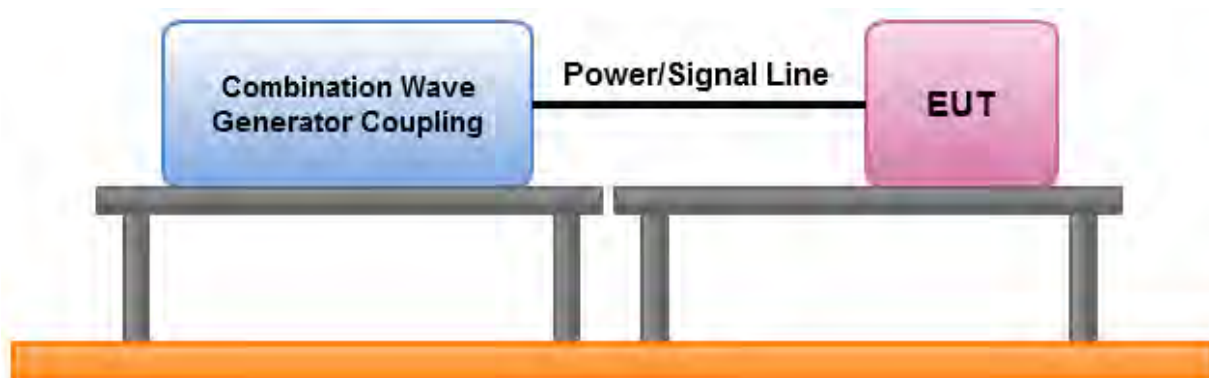 Combination Wave
Generator Coupling
Power/Signal Line
EUT